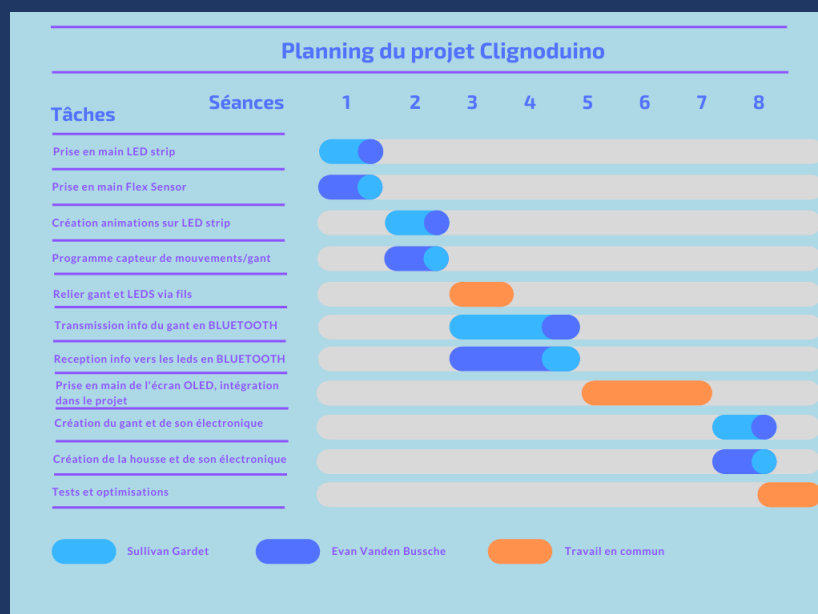 Planning du projet Clignoduino
Séances 1 2 3 4 5 6 7 8
Tâches
Prise en main LED strip
Prise en main Flex Sensor
Création animations sur LED strip
Programme capteur de mouvements/gant
Relier gant et LEDS via fils
Transmission info du gant en BLUETOOTH
Reception info vers les leds en BLUETOOTH
Prise en main de l'écran OLED, intégration
dans le projet
Création du gant et de son électronique
Création de la housse et de son électronique
Tests et optimisations
Sullivan Gardet Evan Vanden Bussche Travail en commun